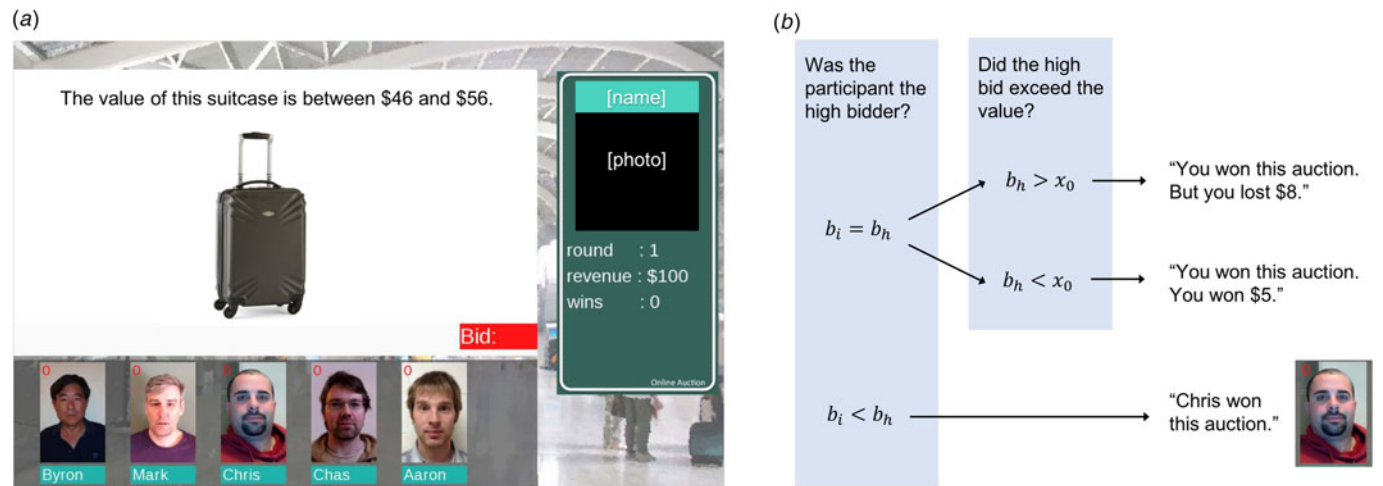 (a)
The value of this suitcase is between $46 and $56.
Bid:
[name]
[photo]
round : 1
revenue : $100
wins : 0
Online Auction
0
0
0
0
0
Byron
Mark
Chris
Chas
Aaron
(b)
Was the
participant the
high bidder?
Did the high
bid exceed the
value?
b_i = b_h
b_h > x_0
“You won this auction.
But you lost $8.”
b_h < x_0
“You won this auction.
You won $5.”
b_i < b_h
“Chris won
this auction.”
0